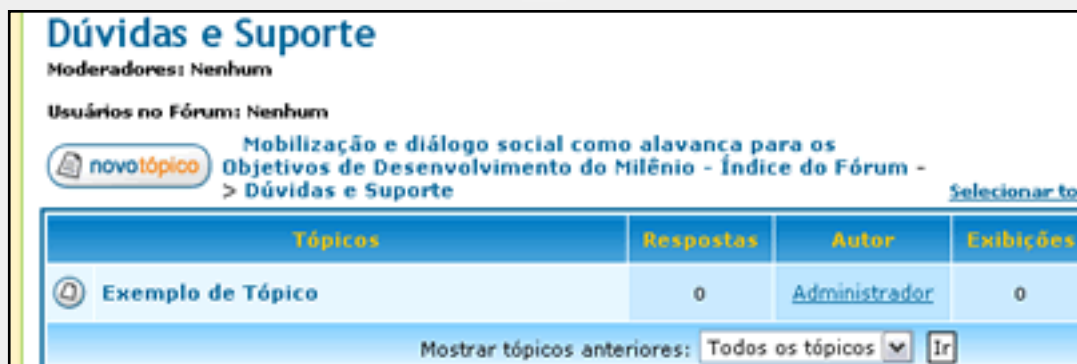 Dúvidas e Suporte
Moderadores: Nenhum
Usuários no Fórum: Nenhum
novotópico
Mobilização e diálogo social como alavanca para os
Objetivos de Desenvolvimento do Milênio - Índice do Fórum -
> Dúvidas e Suporte
Selecionar to
Tópicos Respostas Autor Exibições
Exemplo de Tópico 0 Administrador 0
Mostrar tópicos anteriores: Todos os tópicos Ir